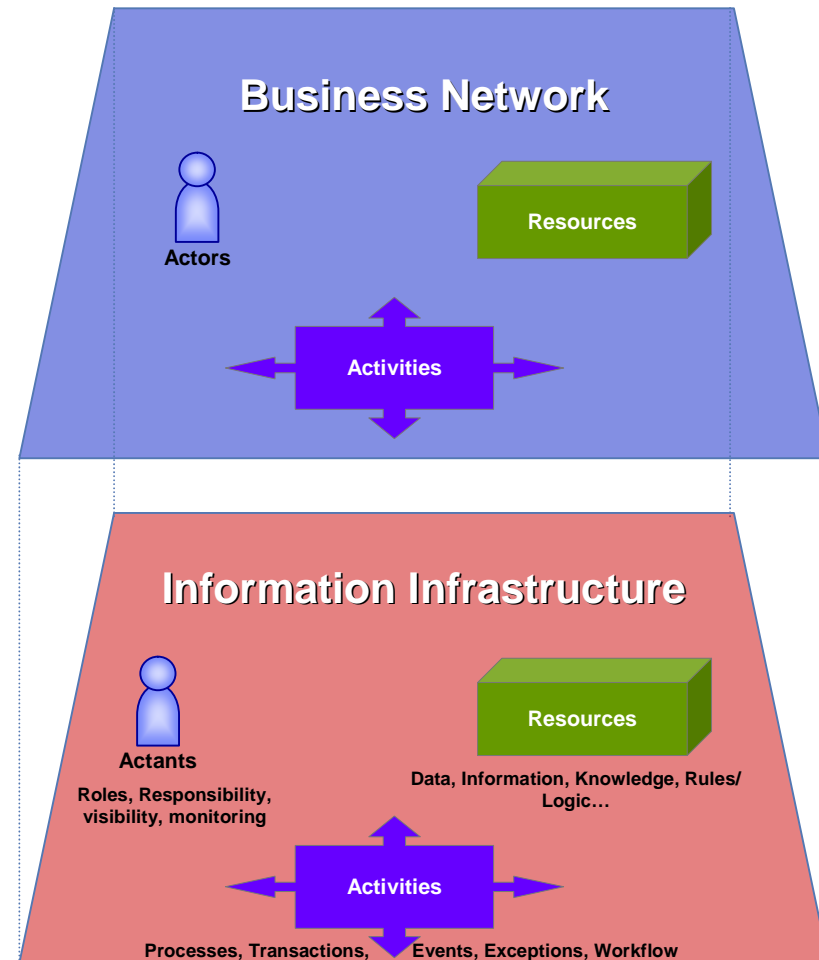 Business Network
Resources
Actors
Activities
Information Infrastructure
Resources
Actants
Data, Information, Knowledge, Rules/
Logic…
Roles, Responsibility,
visibility, monitoring
Activities
Processes, Transactions, Events, Exceptions, Workflow